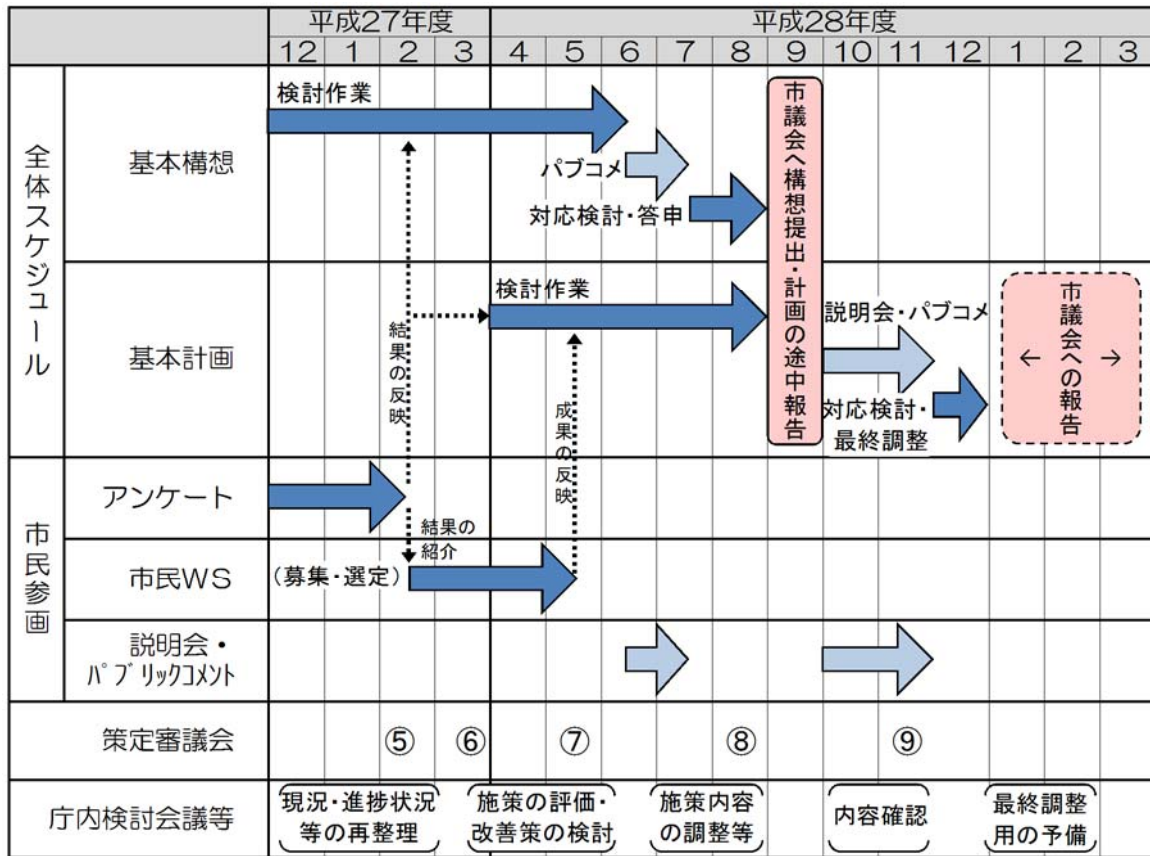 平成27年度
平成28年度
12 1 2 3 4 5 6 7 8 9 10 11 12 1 2 3
全体スケジュール
基本構想
検討作業
パブコメ
対応検討・答申
市議会へ構想提出・計画の途中報告
基本計画
検討作業
結果の反映
成果の反映
説明会・パブコメ
対応検討・
最終調整
市議会への報告
← →
市民参画
アンケート
結果の
紹介
市民WS
(募集・選定)
説明会・
パブリックコメント
策定審議会
⑤ ⑥ ⑦ ⑧ ⑨
庁内検討会議等
現況・進捗状況
等の再整理
施策の評価・
改善策の検討
施策内容
の調整等
内容確認
最終調整
用の予備